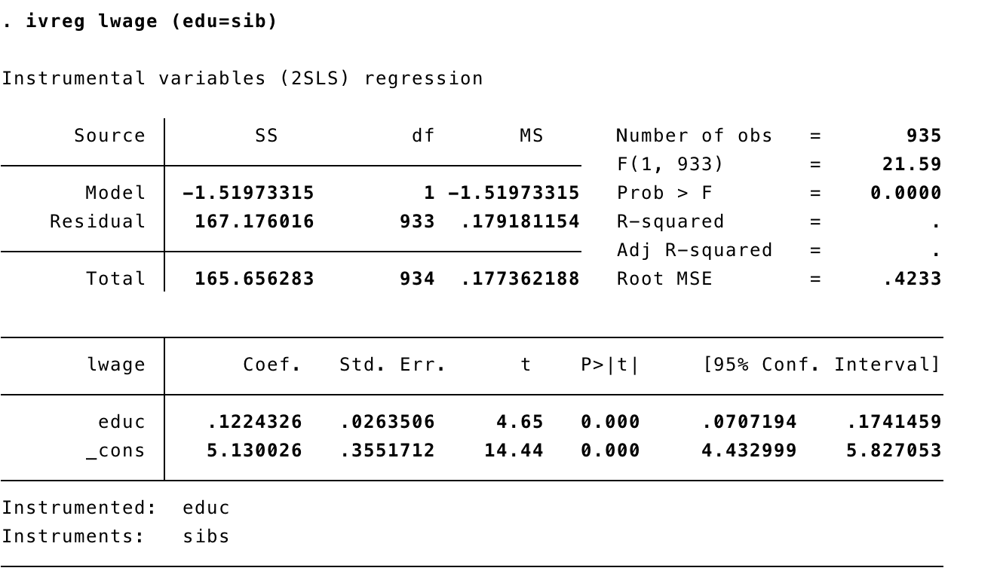 . ivreg lwage (edu=sib)
Instrumental variables (2SLS) regression
Source SS df MS Number of obs = 935
F(1, 933) = 21.59
Model −1.51973315 1 −1.51973315 Prob > F = 0.0000
Residual 167.176016 933 .179181154 R−squared = .
Adj R−squared = .
Total 165.656283 934 .177362188 Root MSE = .4233
lwage Coef. Std. Err. t P>|t| [95% Conf. Interval]
educ .1224326 .0263506 4.65 0.000 .0707194 .1741459
_cons 5.130026 .3551712 14.44 0.000 4.432999 5.827053
Instrumented: educ
Instruments: sibs